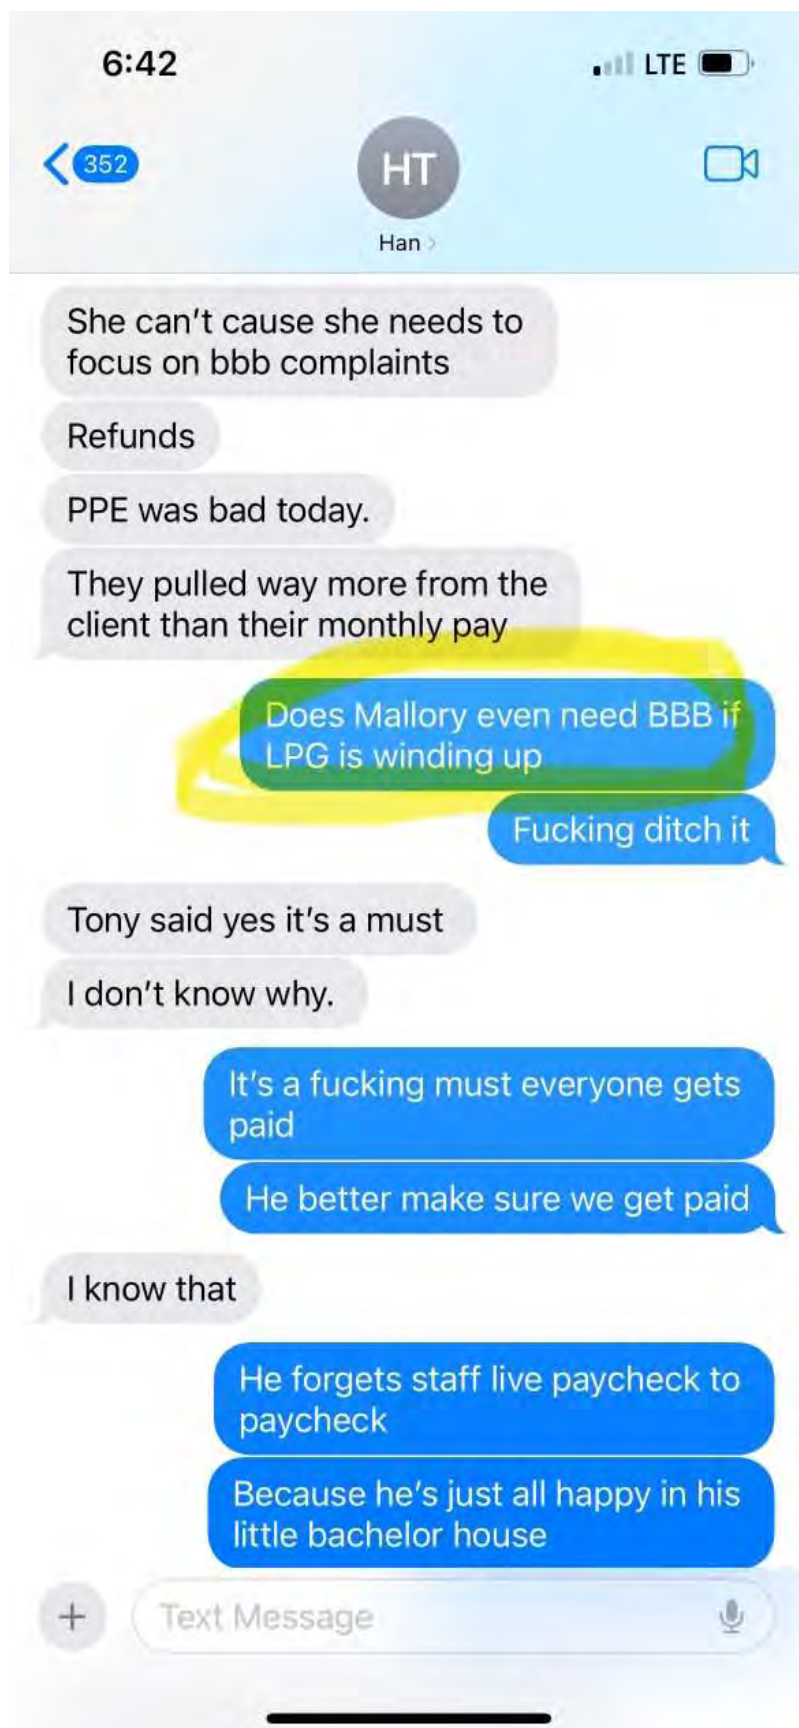 6:42
LTE
352
HT
Han
She can't cause she needs to
focus on bbb complaints
Refunds
PPE was bad today.
They pulled way more from the
client than their monthly pay
Does Mallory even need BBB if
LPG is winding up
Fucking ditch it
Tony said yes it's a must
I don't know why.
It's a fucking must everyone gets
paid
He better make sure we get paid
I know that
He forgets staff live paycheck to
paycheck
Because he's just all happy in his
little bachelor house
Text Message